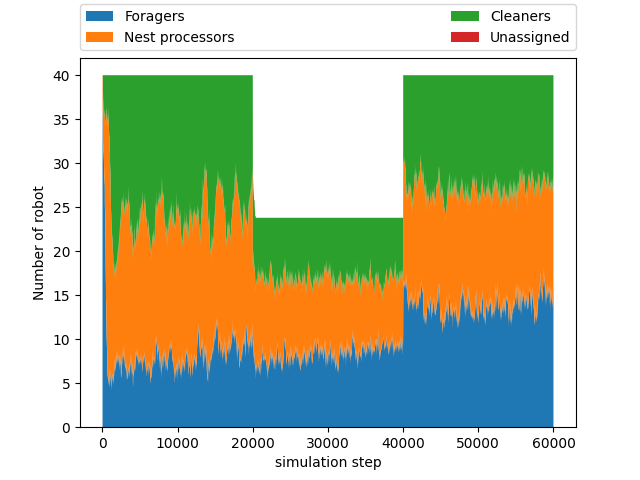 Foragers
Nest processors
Cleaners
Unassigned
40
35
30
25
20
15
10
5
0
Number of robot
0 10000 20000 30000 40000 50000 60000
simulation step